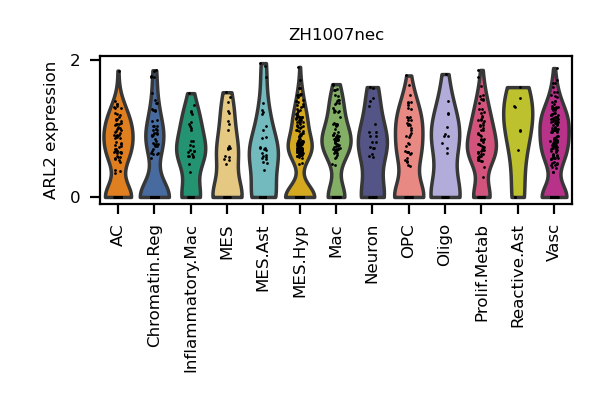 ZH1007nec
ARL2 expression
2
0
AC
Chromatin.Reg
Inflammatory.Mac
MES
MES.Ast
MES.Hyp
Mac
Neuron
OPC
Oligo
Prolif.Metab
Reactive.Ast
Vasc